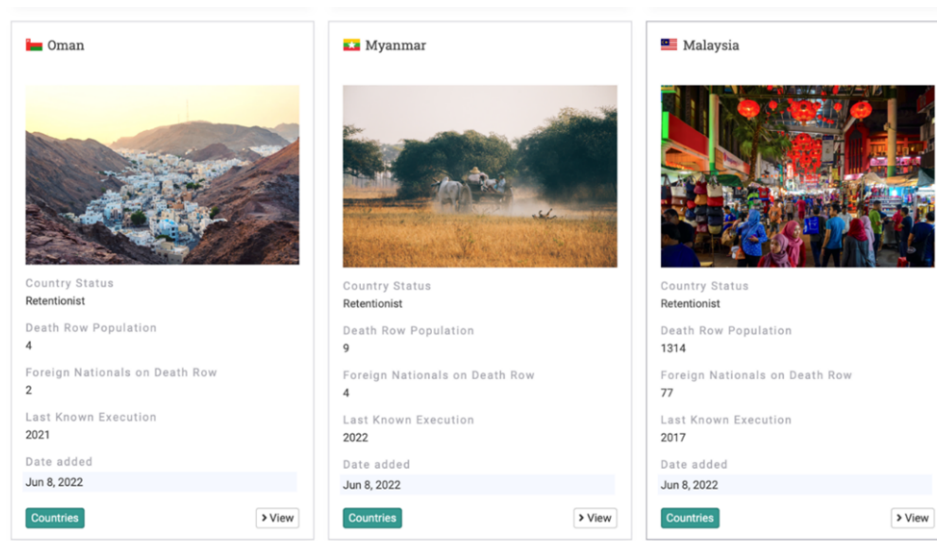 Oman
Country Status
Retentionist
Death Row Population
4
Foreign Nationals on Death Row
2
Last Known Execution
2021
Date added
Jun 8, 2022
Countries
> View
Myanmar
Country Status
Retentionist
Death Row Population
9
Foreign Nationals on Death Row
4
Last Known Execution
2022
Date added
Jun 8, 2022
Countries
> View
Malaysia
Country Status
Retentionist
Death Row Population
1314
Foreign Nationals on Death Row
77
Last Known Execution
2017
Date added
Jun 8, 2022
Countries
> View